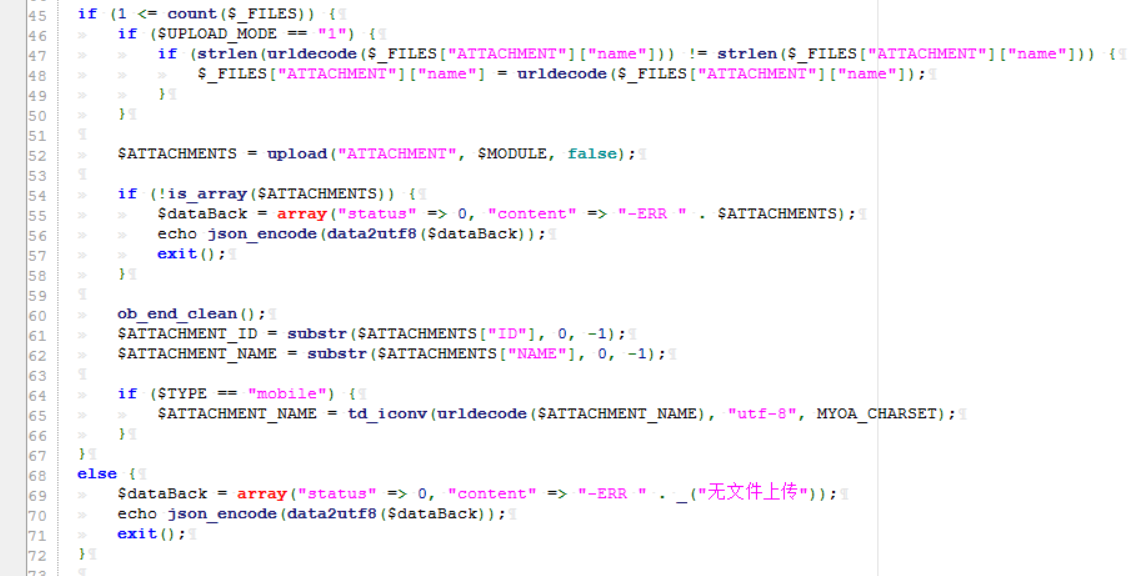 45 if (1 <= count($_FILES)) {
46 if ($UPLOAD_MODE == "1") {
47 if (strlen(urldecode($_FILES["ATTACHMENT"]["name"])) != strlen($_FILES["ATTACHMENT"]["name"])) {
48 $_FILES["ATTACHMENT"]["name"] = urldecode($_FILES["ATTACHMENT"]["name"]);
49 }
50 }
51
52 $ATTACHMENTS = upload("ATTACHMENT", $MODULE, false);
53
54 if (!is_array($ATTACHMENTS)) {
55 $dataBack = array("status" => 0, "content" => "-ERR " . $ATTACHMENTS);
56 echo json_encode(data2utf8($dataBack));
57 exit();
58 }
59
60 ob_end_clean();
61 $ATTACHMENT_ID = substr($ATTACHMENTS["ID"], 0, -1);
62 $ATTACHMENT_NAME = substr($ATTACHMENTS["NAME"], 0, -1);
63
64 if ($TYPE == "mobile") {
65 $ATTACHMENT_NAME = td_iconv(urldecode($ATTACHMENT_NAME), "utf-8", MYOA_CHARSET);
66 }
67 }
68 else {
69 $dataBack = array("status" => 0, "content" => "-ERR " . _("无文件上传"));
70 echo json_encode(data2utf8($dataBack));
71 exit();
72 }
73